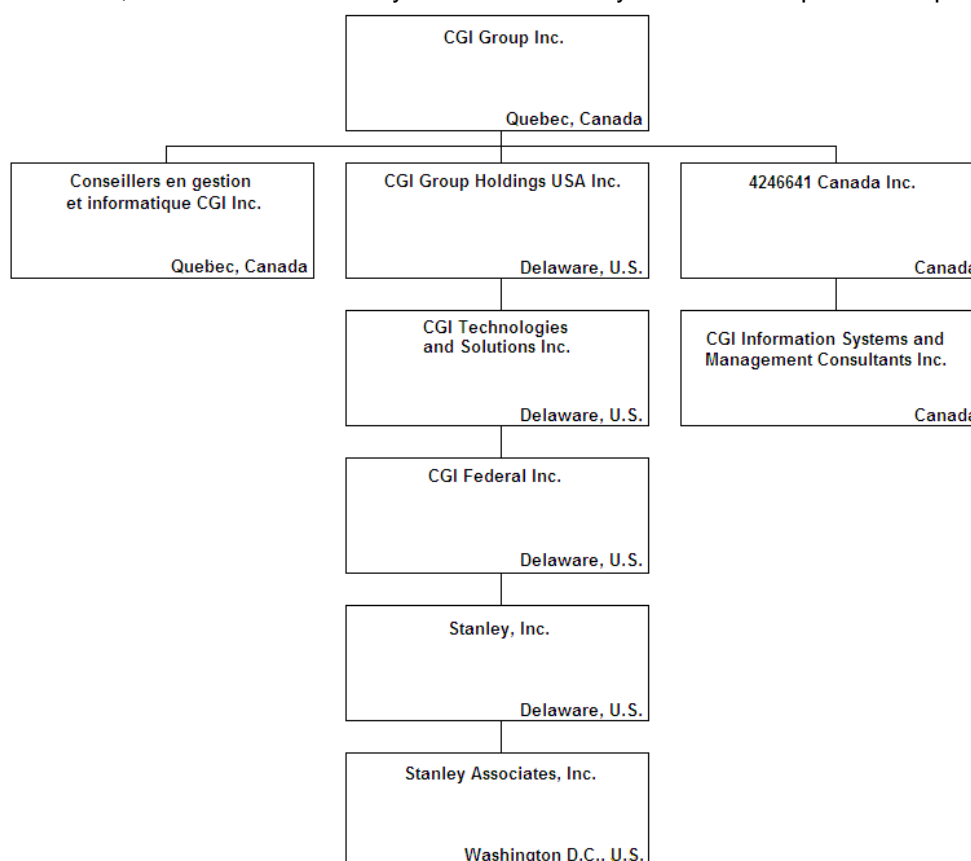 CGI Group Inc.
Quebec, Canada
Conseillers en gestion
et informatique CGI Inc.
Quebec, Canada
CGI Group Holdings USA Inc.
Delaware, U.S.
4246641 Canada Inc.
Canada
CGI Technologies
and Solutions Inc.
Delaware, U.S.
CGI Information Systems and
Management Consultants Inc.
Canada
CGI Federal Inc.
Delaware, U.S.
Stanley, Inc.
Delaware, U.S.
Stanley Associates, Inc.
Washington D.C., U.S.